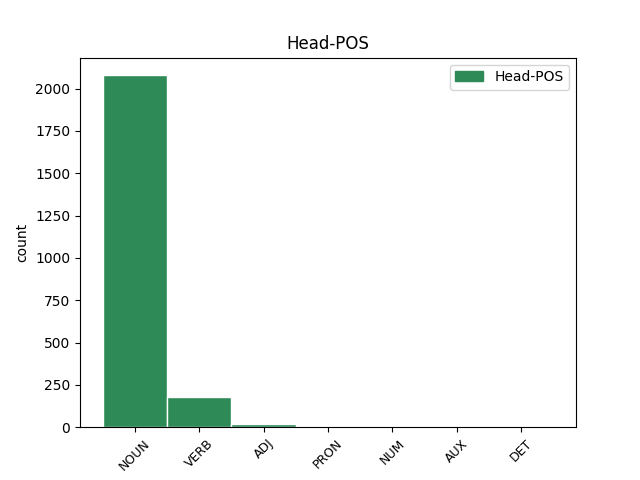 Head-POS
Head-POS
2000
1750
1500
1250
1000
750
500
250
0
count
NOUN
VERB
ADJ
PRON
NUM
AUX
DET